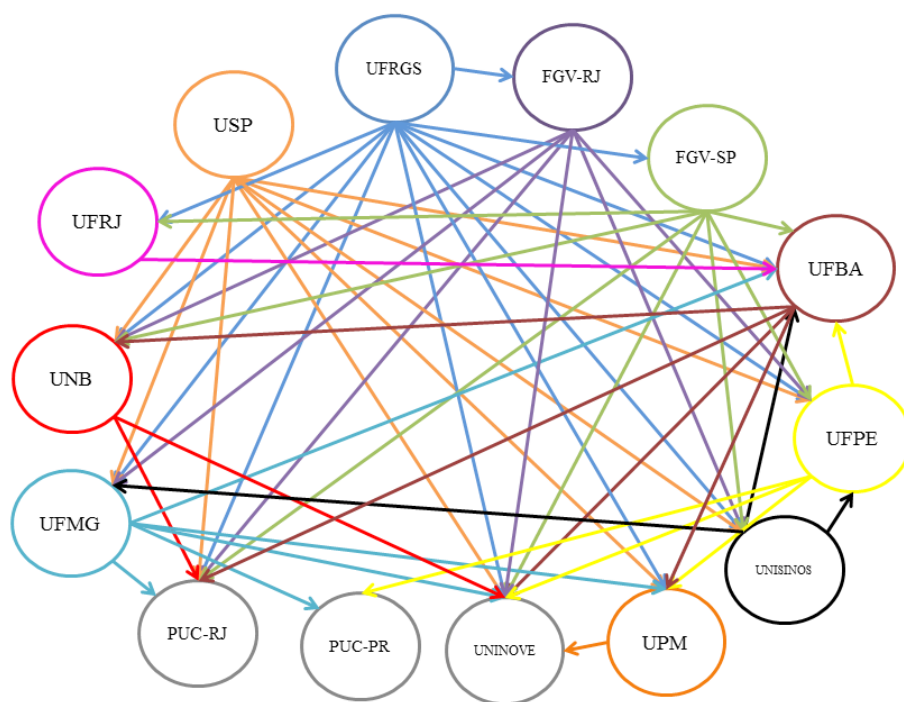 UFRGS
FGV-RJ
USP
FGV-SP
UFRJ
UFBA
UNB
UFPE
UFMG
UNISINOS
PUC-RJ
PUC-PR
UNINOVE
UPM